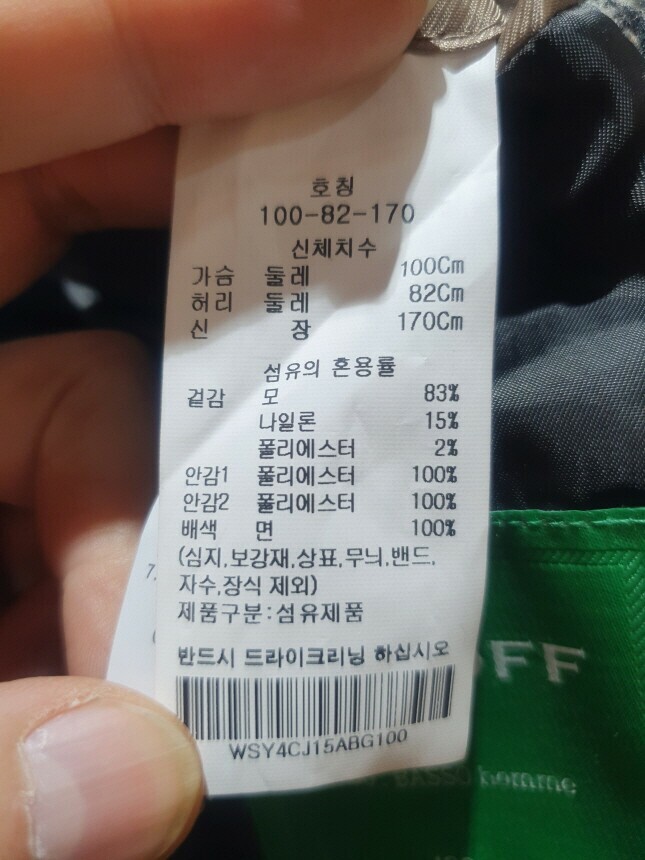 호칭
100-82-170
신체치수
가슴 둘레 100Cm
허리 둘레 82Cm
신 장 170Cm
섬유의 혼용률
겉감 모 83%
나일론 15%
폴리에스터 2%
안감1 폴리에스터 100%
안감2 폴리에스터 100%
배색 면 100%
(심지,보강재,상표,무늬,밴드,
자수,장식 제외)
제품구분:섬유제품
반드시 드라이크리닝 하십시오
WSY4CJ15ABG100
FF
BASSO homme